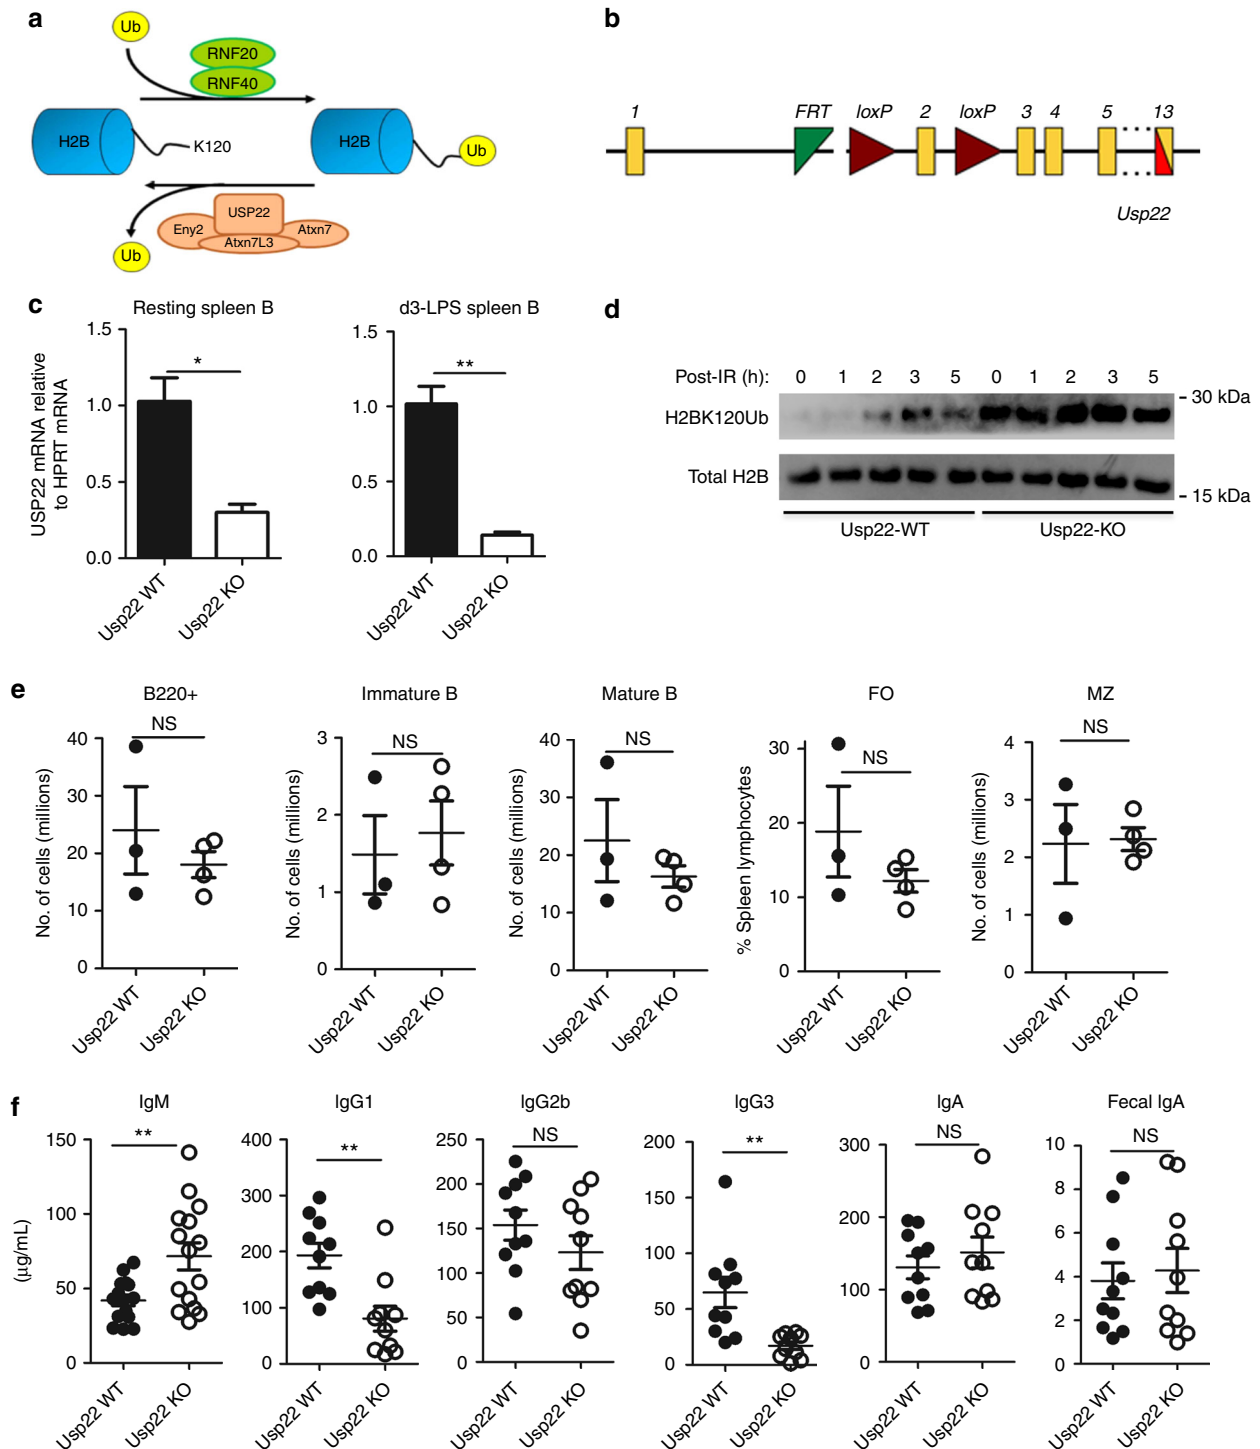 a
Ub
RNF20
RNF40
H2B
K120
H2B
Ub
USP22
Eny2
Atxn7
Atxn7L3
Ub
b
1
FRT
loxP
2
loxP
3
4
5
13
Usp22
c
Resting spleen B
USP22 mRNA relative
to HPRT mRNA
1.5
1.0
0.5
0.0
*
Usp22 WT
Usp22 KO
d3-LPS spleen B
1.5
1.0
0.5
0.0
**
Usp22 WT
Usp22 KO
d
Post-IR (h): 0 1 2 3 5 0 1 2 3 5
- 30 kDa
H2BK120Ub
Total H2B
- 15 kDa
Usp22-WT Usp22-KO
e
B220+
NS
No. of cells (millions)
40
30
20
10
0
Usp22 WT
Usp22 KO
Immature B
NS
No. of cells (millions)
3
2
1
0
Usp22 WT
Usp22 KO
Mature B
NS
No. of cells (millions)
40
30
20
10
0
Usp22 WT
Usp22 KO
FO
NS
% Spleen lymphocytes
30
20
10
0
Usp22 WT
Usp22 KO
MZ
NS
No. of cells (millions)
4
3
2
1
0
Usp22 WT
Usp22 KO
f
IgM
**
(μg/mL)
150
100
50
0
Usp22 WT
Usp22 KO
IgG1
**
400
300
200
100
0
Usp22 WT
Usp22 KO
IgG2b
NS
250
200
150
100
50
0
Usp22 WT
Usp22 KO
IgG3
**
200
150
100
50
0
Usp22 WT
Usp22 KO
IgA
NS
300
200
100
0
Usp22 WT
Usp22 KO
Fecal IgA
NS
10
8
6
4
2
0
Usp22 WT
Usp22 KO